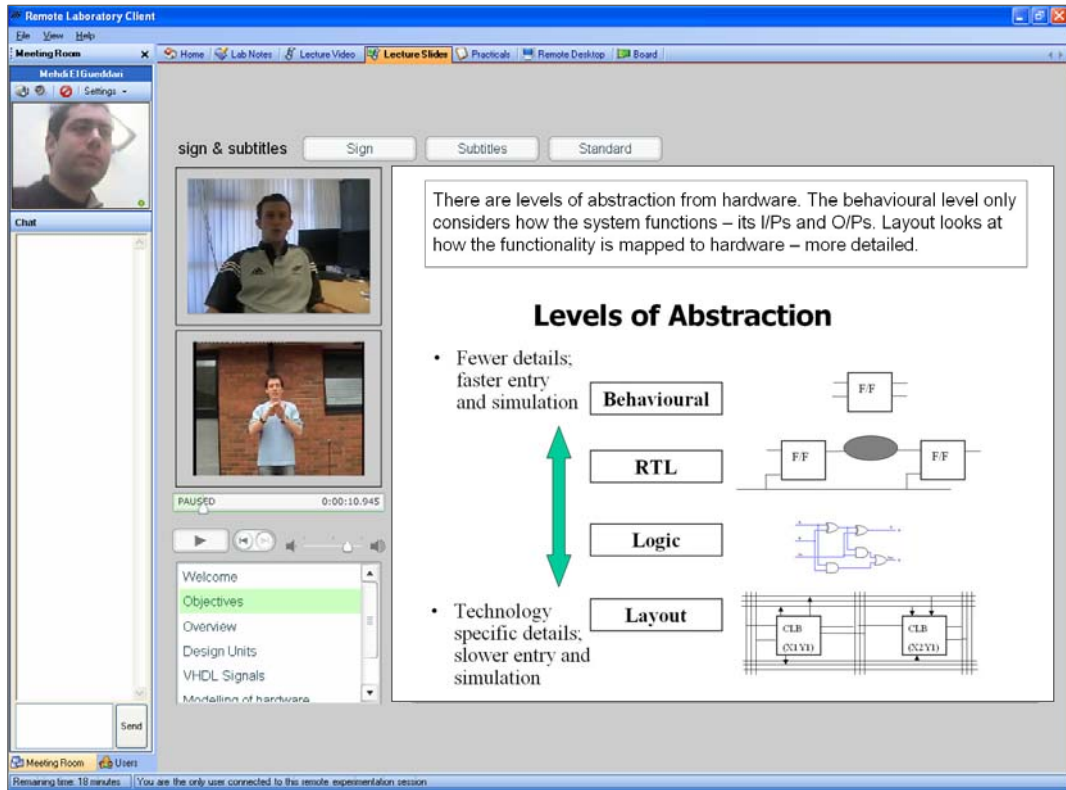 Remote Laboratory Client
File View Help
Meeting Room
Home Lab Notes Lecture Video Lecture Slides Practicals Remote Desktop Board
Mehdi El Gueddari
Settings
Chat
Send
Meeting Room Users
sign & subtitles Sign Subtitles Standard
PAUSED 0:00:10.945
Welcome
Objectives
Overview
Design Units
VHDL Signals
Modelling of hardware
There are levels of abstraction from hardware. The behavioural level only
considers how the system functions – its I/Ps and O/Ps. Layout looks at
how the functionality is mapped to hardware – more detailed.
Levels of Abstraction
• Fewer details;
faster entry
and simulation
Behavioural
F/F
RTL
F/F F/F
Logic
• Technology
specific details;
slower entry and
simulation
Layout
CLB
(X1Y1)
CLB
(X2Y1)
Remaining time: 18 minutes You are the only user connected to this remote experimentation session